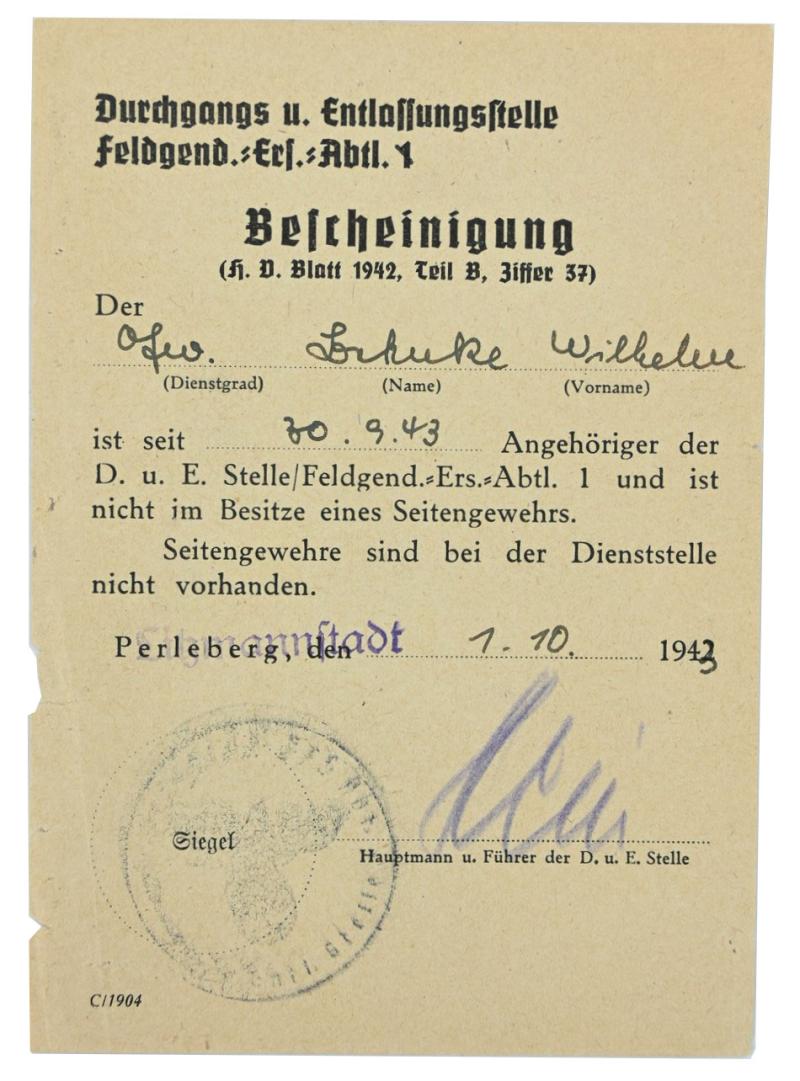 Durchgangs u. Entlassungsstelle
Feldgend.-Ers.-Abtl. 1
Bescheinigung
(H. V. Blatt 1942, Teil B, Ziffer 37)
Der
Ofw. Wilhelm
(Dienstgrad) (Name) (Vorname)
ist seit 30.9.43 Angehöriger der
D. u. E. Stelle/Feldgend.-Ers.-Abtl. 1 und ist
nicht im Besitze eines Seitengewehrs.
Seitengewehre sind bei der Dienststelle
nicht vorhanden.
Litzmannstadt
Perleberg, den 1. 10. 1943
Siegel
Hauptmann u. Führer der D. u. E. Stelle
C/1904